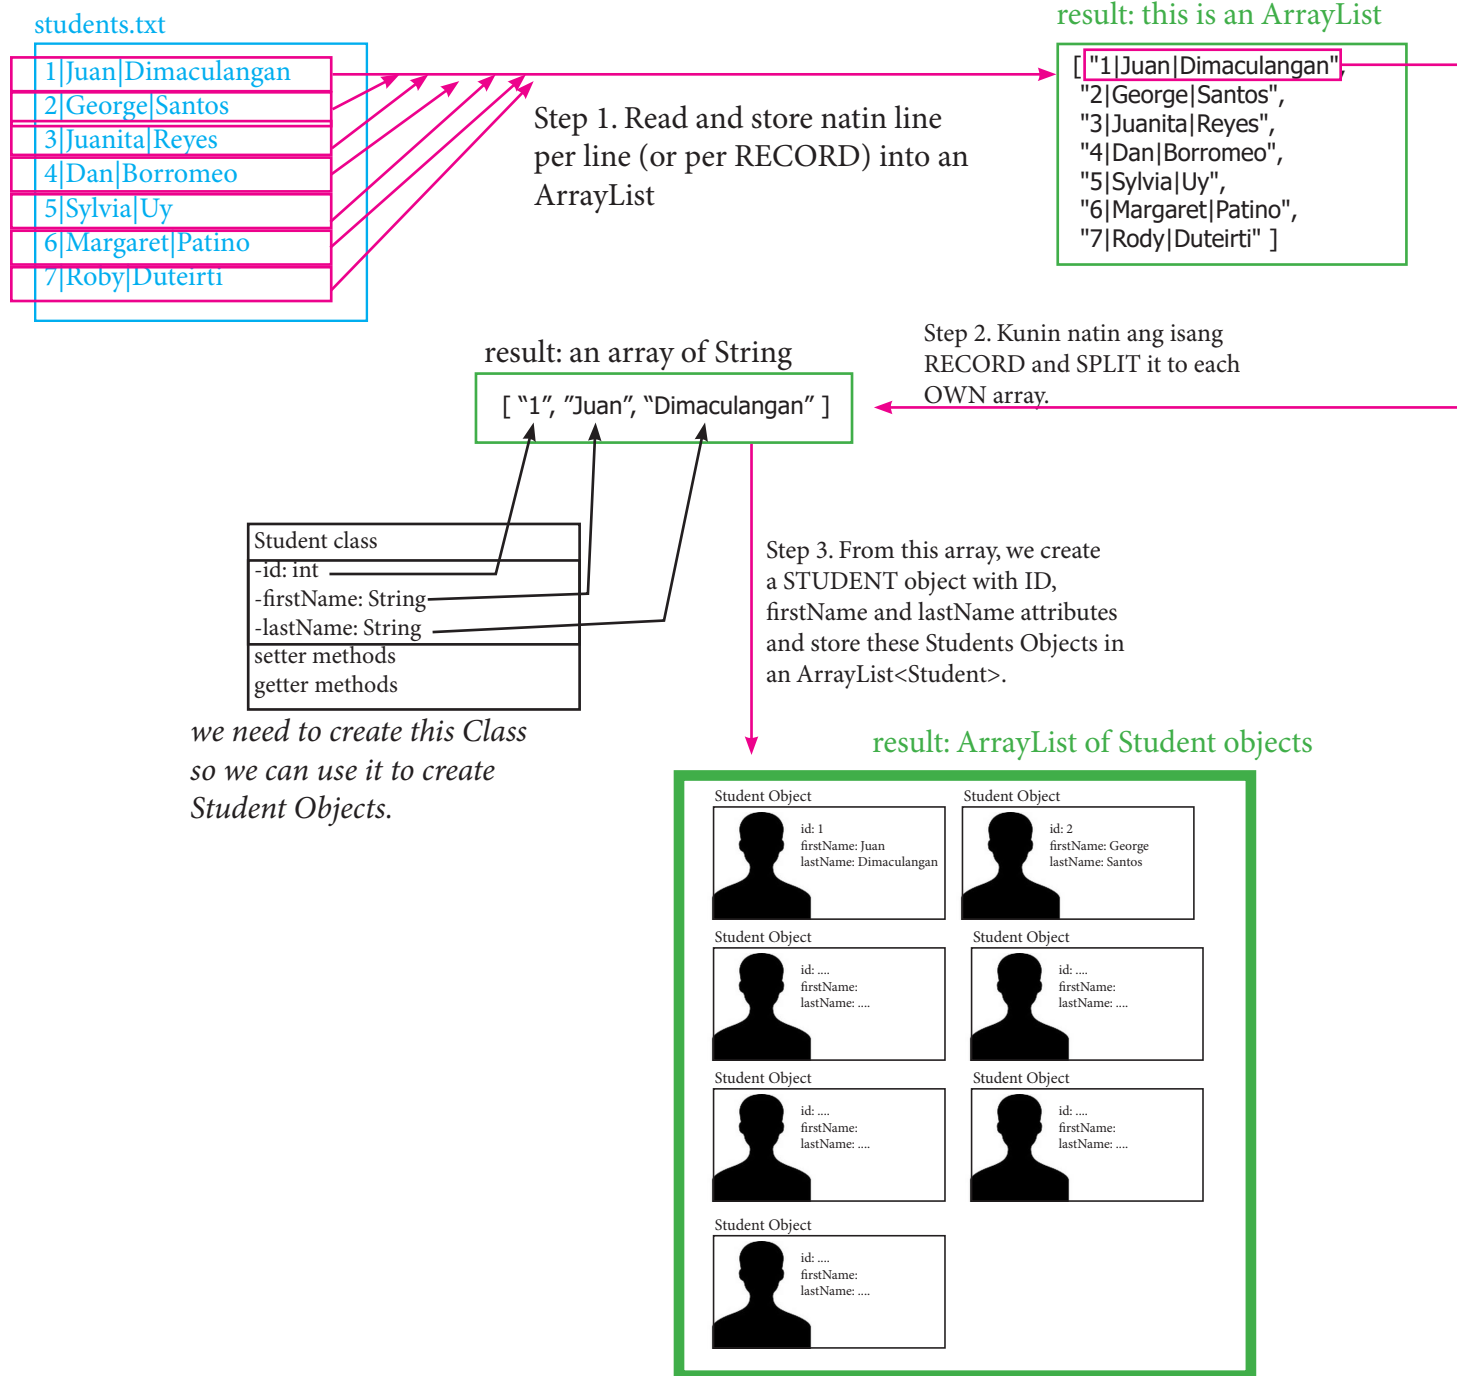 students.txt
1|Juan|Dimaculangan
2|George|Santos
3|Juanita|Reyes
4|Dan|Borromeo
5|Sylvia|Uy
6|Margaret|Patino
7|Roby|Duteirti
Step 1. Read and store natin line
per line (or per RECORD) into an
ArrayList
result: this is an ArrayList
[ "1|Juan|Dimaculangan",
"2|George|Santos",
"3|Juanita|Reyes",
"4|Dan|Borromeo",
"5|Sylvia|Uy",
"6|Margaret|Patino",
"7|Rody|Duteirti" ]
Step 2. Kunin natin ang isang
RECORD and SPLIT it to each
OWN array.
result: an array of String
[ “1”, ”Juan”, “Dimaculangan” ]
Student class
-id: int
-firstName: String
-lastName: String
setter methods
getter methods
we need to create this Class
so we can use it to create
Student Objects.
Step 3. From this array, we create
a STUDENT object with ID,
firstName and lastName attributes
and store these Students Objects in
an ArrayList<Student>.
result: ArrayList of Student objects
Student Object
id: 1
firstName: Juan
lastName: Dimaculangan
Student Object
id: 2
firstName: George
lastName: Santos
Student Object
id: ....
firstName:
lastName: ....
Student Object
id: ....
firstName:
lastName: ....
Student Object
id: ....
firstName:
lastName: ....
Student Object
id: ....
firstName:
lastName: ....
Student Object
id: ....
firstName:
lastName: ....